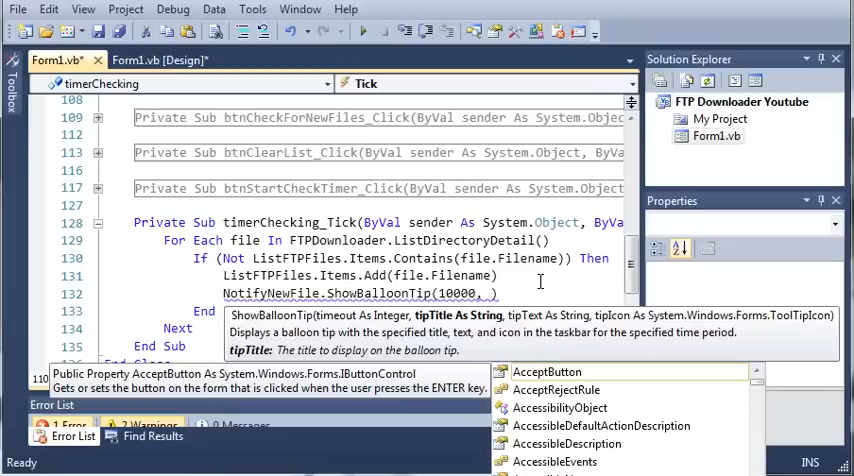 File Edit View Project Debug Data Tools Window Help
Form1.vb* Form1.vb [Design]*
Solution Explorer
Toolbox
timerChecking Tick
FTP Downloader Youtube
My Project
Form1.vb
108
109 Private Sub btnCheckForNewFiles_Click(ByVal sender As System.Objec
112
113 Private Sub btnClearList_Click(ByVal sender As System.Object, ByVa
116
117 Private Sub btnStartCheckTimer_Click(ByVal sender As System.Object
127
128 Private Sub timerChecking_Tick(ByVal sender As System.Object, ByVa
129 For Each file In FTPDownloader.ListDirectoryDetail()
130 If (Not ListFTPFiles.Items.Contains(file.Filename)) Then
131 ListFTPFiles.Items.Add(file.Filename)
132 NotifyNewFile.ShowBalloonTip(10000, )
133 End
134 Next
135 End Sub
136 End Class
Properties
ShowBalloonTip(timeout As Integer, tipTitle As String, tipText As String, tipIcon As System.Windows.Forms.ToolTipIcon)
Displays a balloon tip with the specified title, text, and icon in the taskbar for the specified time period.
tipTitle: The title to display on the balloon tip.
Public Property AcceptButton As System.Windows.Forms.IButtonControl
Gets or sets the button on the form that is clicked when the user presses the ENTER key.
110
AcceptButton
AcceptRejectRule
AccessibilityObject
AccessibleDefaultActionDescription
AccessibleDescription
AccessibleEvents
Error List
1 Error 2 Warnings 0 Messages
Error List Find Results
Ready INS